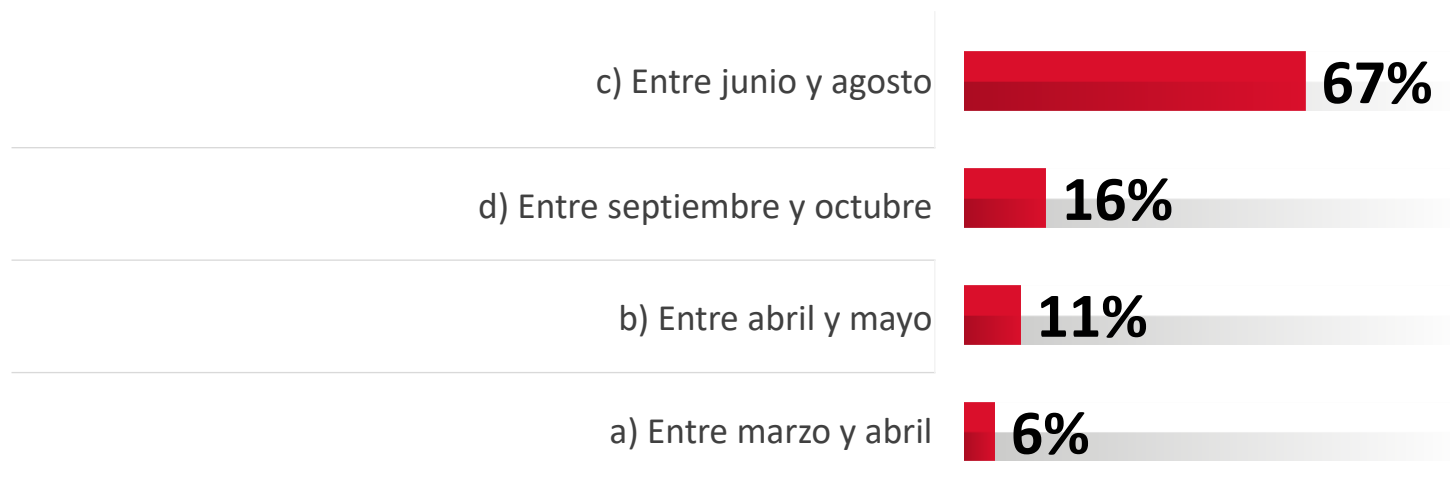 c) Entre junio y agosto 67%
d) Entre septiembre y octubre 16%
b) Entre abril y mayo 11%
a) Entre marzo y abril 6%